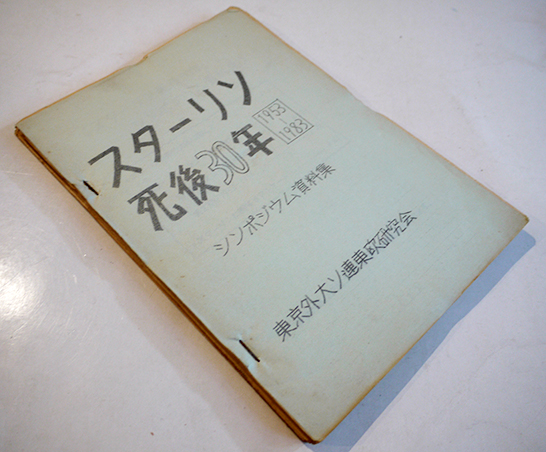 スターリン
死後30年 1953 1983
シンポジウム資料集
東京外大ソ連東欧研究会